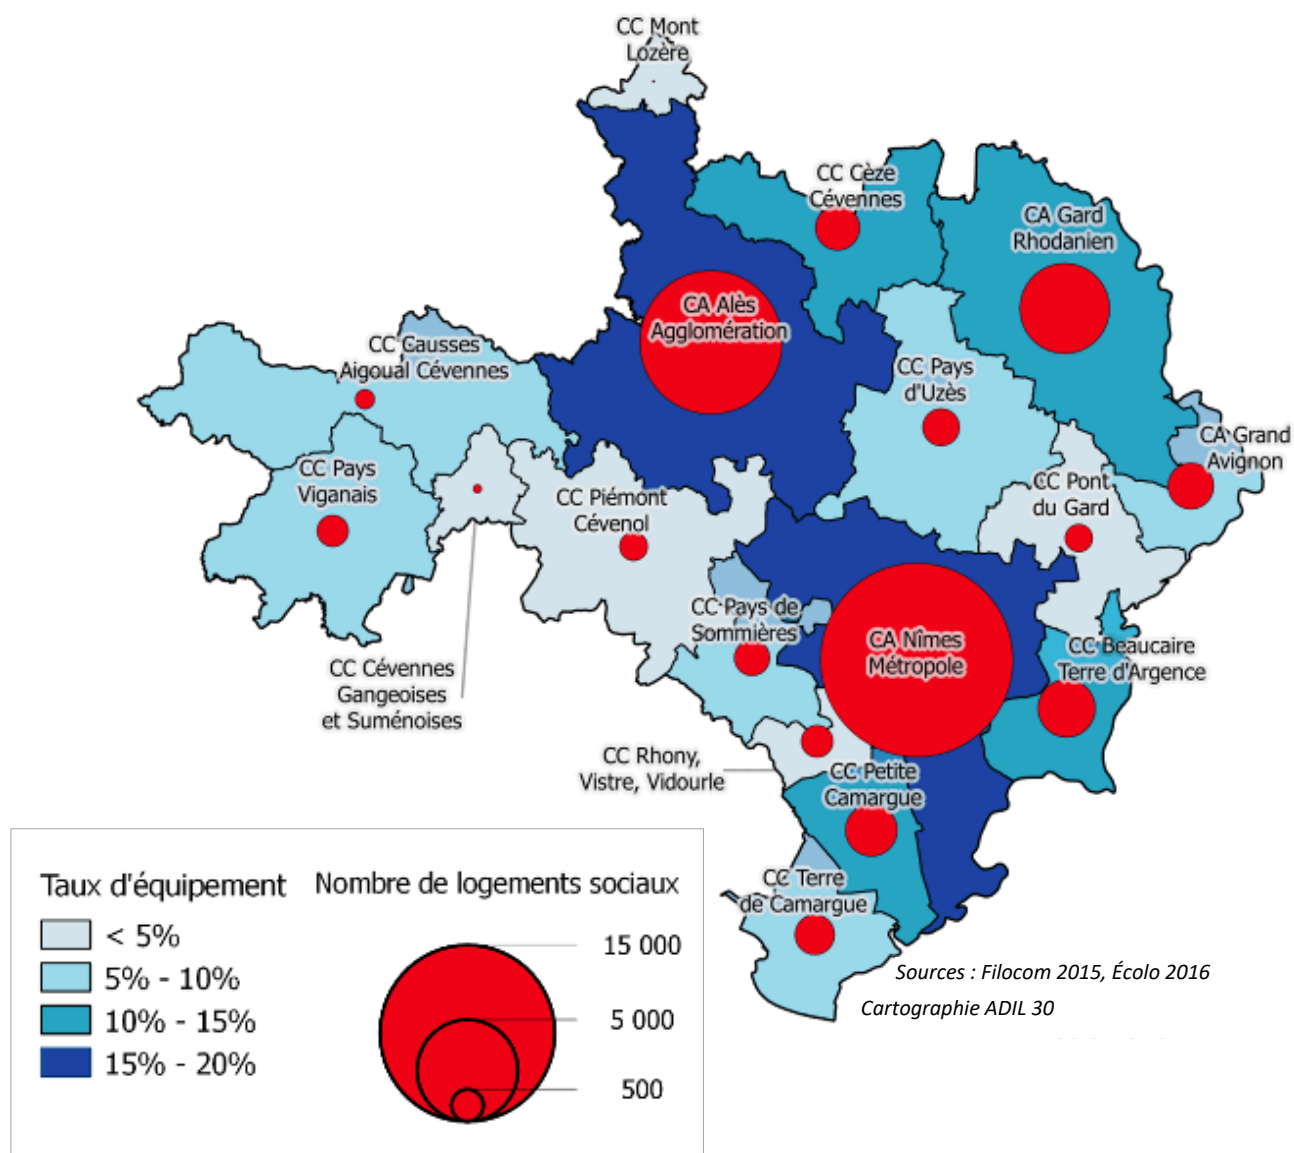 CC Mont
Lozère
CC Cèze
Cévennes
CA Gard
Rhodanien
CA Alès
Agglomération
CC Causses
Aigoual Cévennes
CC Pays
d'Uzès
CA Grand
Avignon
CC Pays
Viganais
CC Piémont
Cévenol
CC Pont
du Gard
CC Pays de
Sommières
CA Nîmes
Métropole
CC Beaucaire
Terre d'Argence
CC Cévennes
Gangeoises
et Suménoises
CC Rhony,
Vistre, Vidourle
CC Petite
Camargue
CC Terre
de Camargue
Sources : Filocom 2015, Écolo 2016
Cartographie ADIL 30
Taux d'équipement
< 5%
5% - 10%
10% - 15%
15% - 20%
Nombre de logements sociaux
15 000
5 000
500